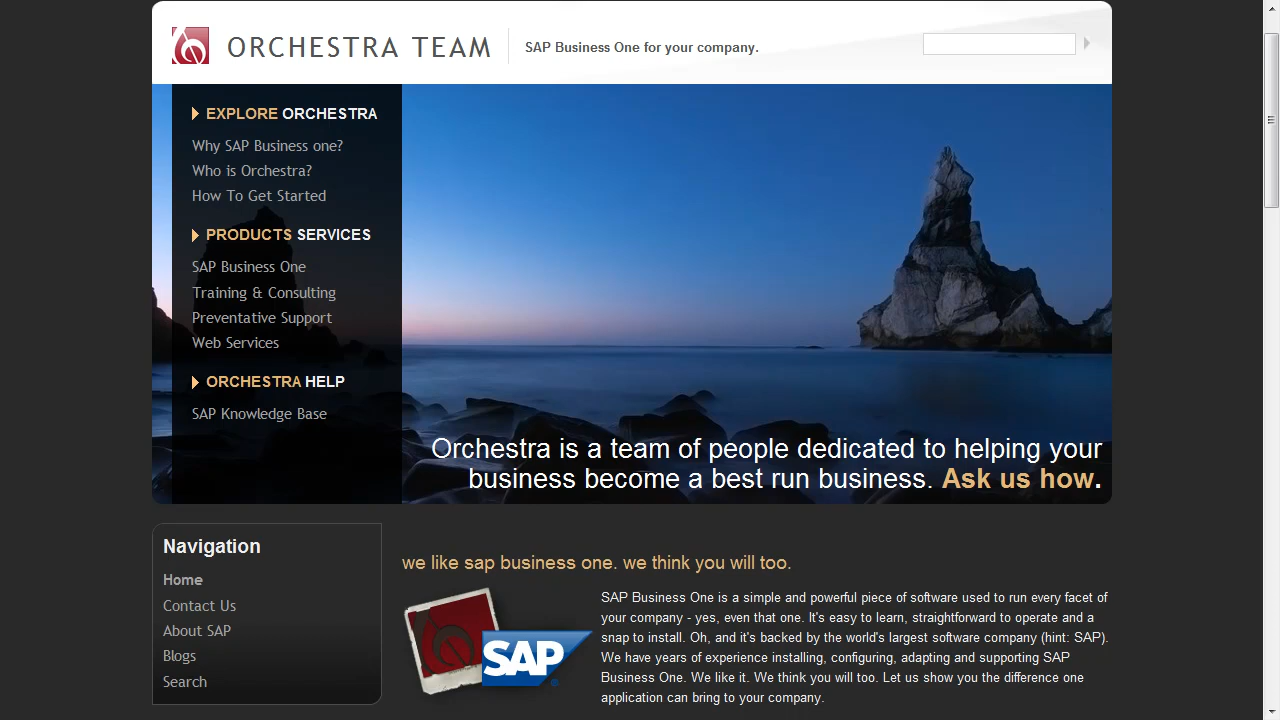 ORCHESTRA TEAM
SAP Business One for your company.
EXPLORE ORCHESTRA
Why SAP Business one?
Who is Orchestra?
How To Get Started
PRODUCTS SERVICES
SAP Business One
Training & Consulting
Preventative Support
Web Services
ORCHESTRA HELP
SAP Knowledge Base
Orchestra is a team of people dedicated to helping your
business become a best run business. Ask us how.
Navigation
Home
Contact Us
About SAP
Blogs
Search
we like sap business one. we think you will too.
SAP
SAP Business One is a simple and powerful piece of software used to run every facet of
your company - yes, even that one. It's easy to learn, straightforward to operate and a
snap to install. Oh, and it's backed by the world's largest software company (hint: SAP).
We have years of experience installing, configuring, adapting and supporting SAP
Business One. We like it. We think you will too. Let us show you the difference one
application can bring to your company.